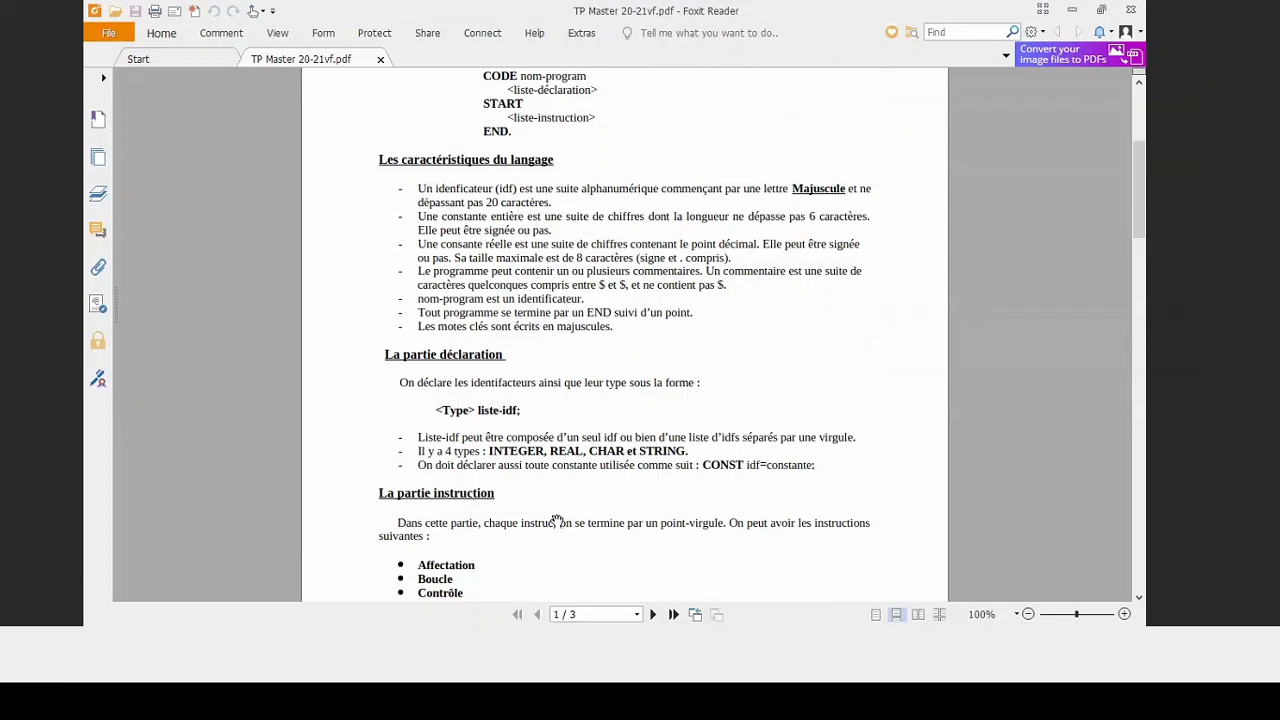 TP Master 20-21vf.pdf - Foxit Reader
File Home Comment View Form Protect Share Connect Help Extras Tell me what you want to do.. Find
Start TP Master 20-21vf.pdf
Convert your
image files to PDFs
CODE nom-program
<liste-déclaration>
START
<liste-instruction>
END.
Les caractéristiques du langage
- Un idenficateur (idf) est une suite alphanumérique commençant par une lettre Majuscule et ne
dépassant pas 20 caractères.
- Une constante entière est une suite de chiffres dont la longueur ne dépasse pas 6 caractères.
Elle peut être signée ou pas.
- Une consante réelle est une suite de chiffres contenant le point décimal. Elle peut être signée
ou pas. Sa taille maximale est de 8 caractères (signe et . compris).
- Le programme peut contenir un ou plusieurs commentaires. Un commentaire est une suite de
caractères quelconques compris entre $ et $, et ne contient pas $.
- nom-program est un identificateur.
- Tout programme se termine par un END suivi d’un point.
- Les motes clés sont écrits en majuscules.
La partie déclaration
On déclare les identifacteurs ainsi que leur type sous la forme :
<Type> liste-idf;
- Liste-idf peut être composée d’un seul idf ou bien d’une liste d’idfs séparés par une virgule.
- Il y a 4 types : INTEGER, REAL, CHAR et STRING.
- On doit déclarer aussi toute constante utilisée comme suit : CONST idf=constante;
La partie instruction
Dans cette partie, chaque instruction se termine par un point-virgule. On peut avoir les instructions
suivantes :
• Affectation
• Boucle
• Contrôle
1 / 3 100%